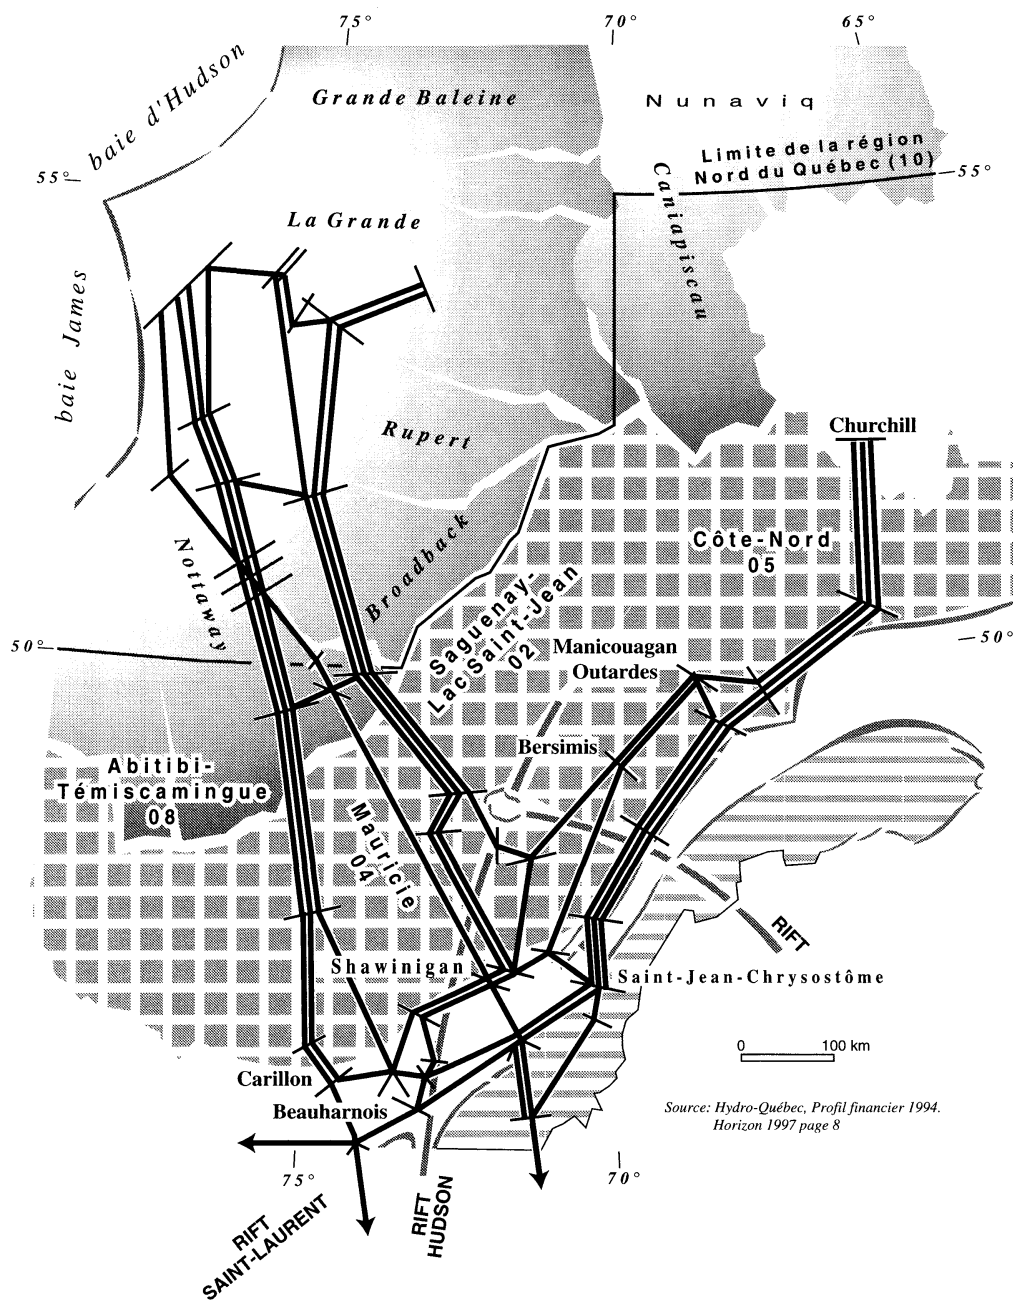 75°
70°
65°
baie d'Hudson
Grande Baleine
Nunaviq
Limite de la région
Nord du Québec (10)
55°
55°
Caniapiscau
La Grande
baie James
Rupert
Churchill
Côte-Nord
05
Nottaway
Broadback
Saguenay-
Lac Saint-Jean
02
50°
50°
Manicouagan
Outardes
Bersimis
Abitibi-
Témiscamingue
08
Mauricie
04
RIFT
Shawinigan
Saint-Jean-Chrysostôme
0 100 km
Carillon
Beauharnois
Source: Hydro-Québec, Profil financier 1994.
Horizon 1997 page 8
75°
70°
RIFT
SAINT-LAURENT
RIFT
HUDSON